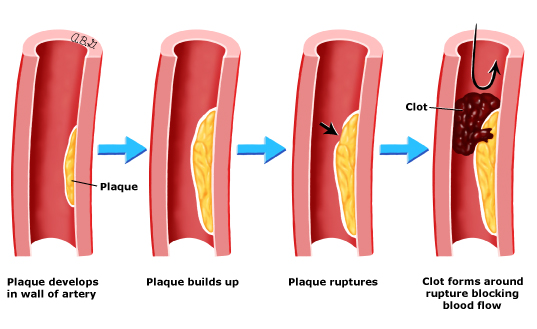 Plaque
Clot
Plaque develops
in wall of artery
Plaque builds up
Plaque ruptures
Clot forms around
rupture blocking
blood flow